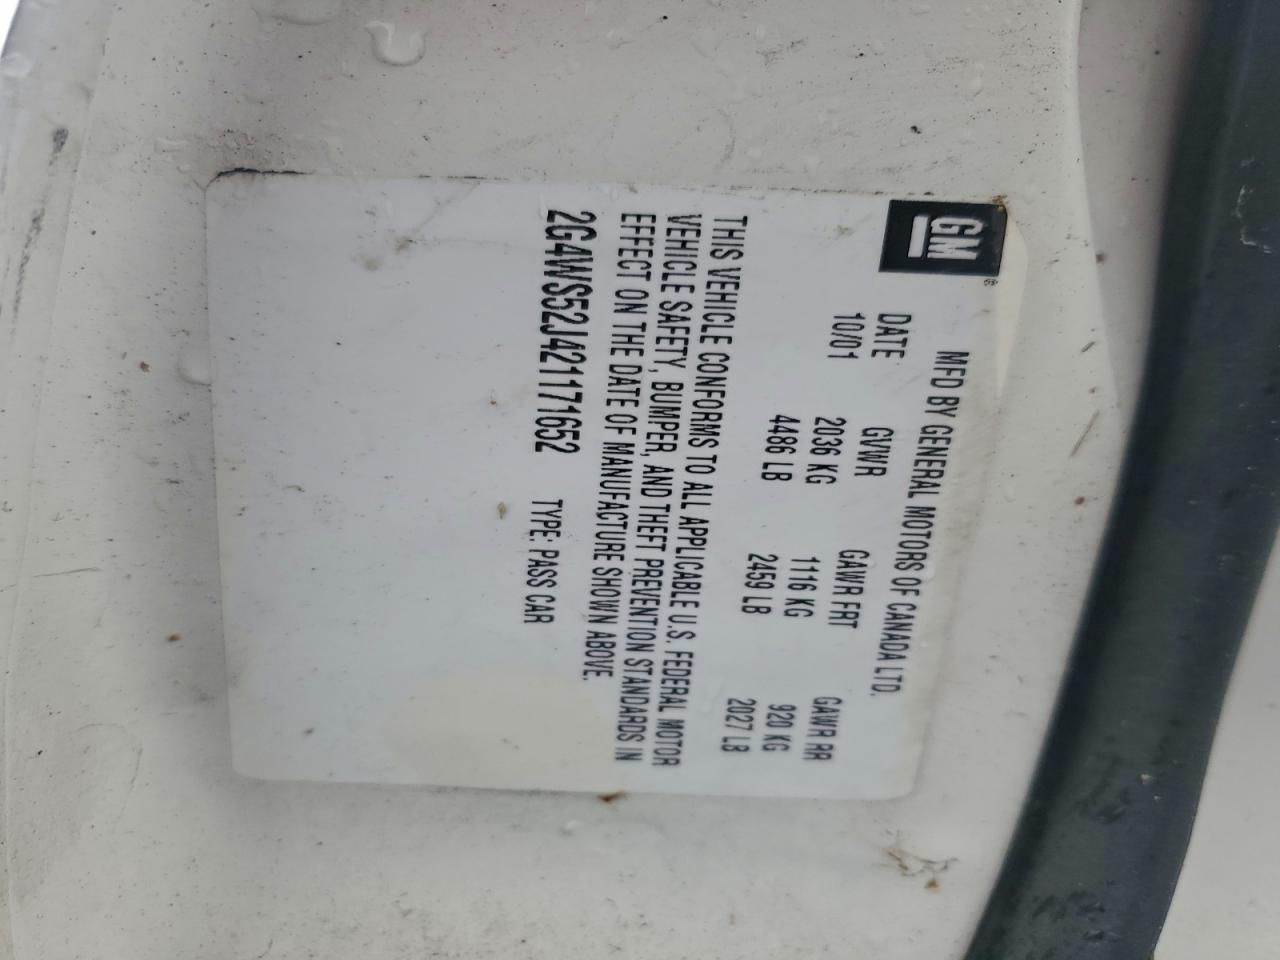 GM®
MFD BY GENERAL MOTORS OF CANADA LTD.
DATE GVWR GAWR FRT GAWR RR
10/01 2036 KG 1116 KG 920 KG
4486 LB 2459 LB 2027 LB
THIS VEHICLE CONFORMS TO ALL APPLICABLE U.S. FEDERAL MOTOR
VEHICLE SAFETY, BUMPER, AND THEFT PREVENTION STANDARDS IN
EFFECT ON THE DATE OF MANUFACTURE SHOWN ABOVE.
2G4WS52J421171652 TYPE: PASS CAR